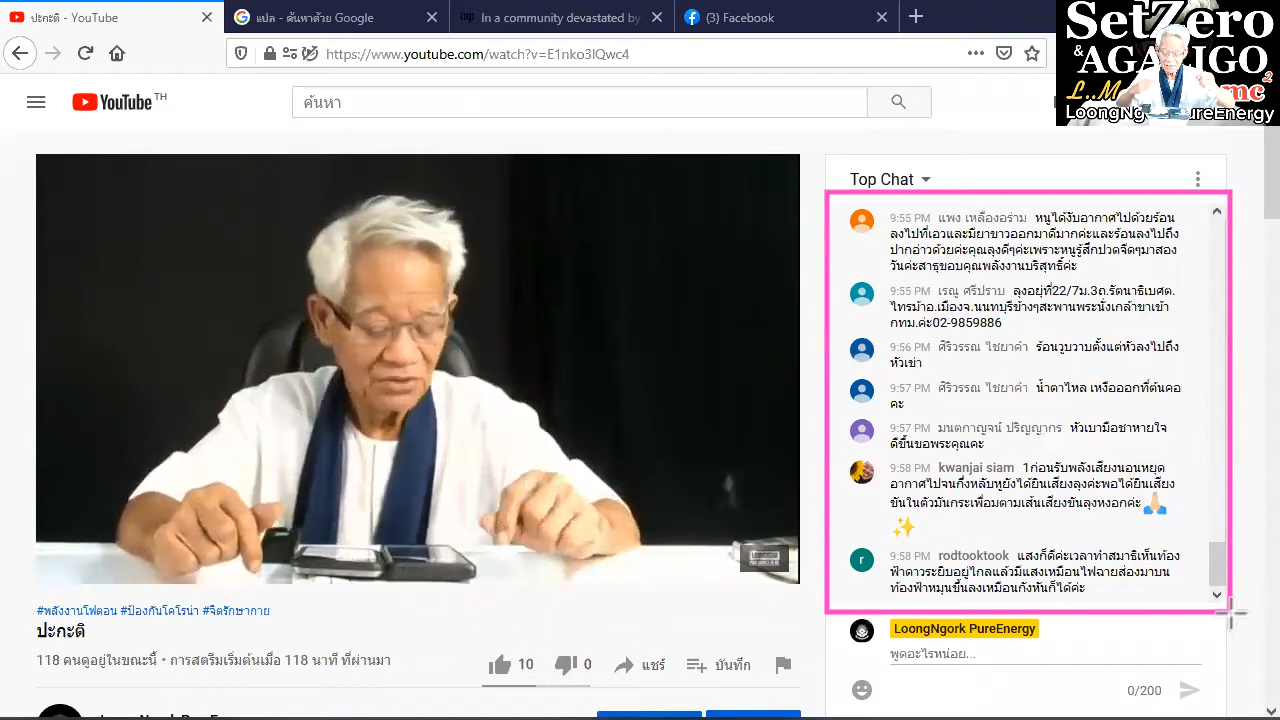 ปะกะติ - YouTube
แปล - ค้นหาด้วย Google
In a community devastated by
(3) Facebook
SetZero
&
L..M
mc²
PureEnergy
https://www.youtube.com/watch?v=E1nko3lQwc4
YouTube TH
ค้นหา
Top Chat
9:55 PM แพง เหลืองอร่าม หนูได้งับอากาศไปด้วยร้อน
ลงไปที่เอวและมียาขาวออกมาดีมากค่ะและร้อนลงไปถึง
ปากอ่าวด้วยค่ะคุณลุงดีๆค่ะเพราะหนูรู้สึกปวดจี๊ดๆมาสอง
วันค่ะสาธุขอบคุณพลังงานบริสุทธิ์ค่ะ
9:55 PM เรณู ศรีปราบ ลุงอยู่ที่22/7ม.3ถ.รัตนาธิเบศต.
ไทรม้าอ.เมืองจ.นนทบุรีข้างๆสะพานพระนั่งเกล้าขาเข้า
กทม.ค่ะ02-9859886
9:56 PM ศิริวรรณ ไชยาคำ ร้อนวูบวาบตั้งแต่หัวลงไปถึง
หัวเข่า
9:57 PM ศิริวรรณ ไชยาคำ น้ำตาไหล เหงือออกที่ต้นคอ
คะ
9:57 PM มนตกาญจน์ ปริญญากร หัวเบามือชาหายใจ
ดีขึ้นขอพระคุณคะ
9:58 PM kwanjai siam 1ก่อนรับพลังเสียงนอนหยุด
อากาศไปจนกึ่งหลับหูยังได้ยินเสียงลุงค่ะพอได้ยินเสียง
ขันในตัวมันกระเพื่อมตามเส้นเสียงขันลุงหงอกค่ะ🙏🏻
✨
r 9:58 PM rodtooktook แสงก็ดีค่ะเวลาทำสมาธิเห็นท้อง
ฟ้าดาวระยิบอยู่ไกลแล้วมีแสงเหมือนไฟฉายส่องมาบน
ท้องฟ้าหมุนขึ้นลงเหมือนกังหันก็ได้ค่ะ
LoongNgork PureEnergy
พูดอะไรหน่อย...
0/200
#พลังงานโฟตอน #ป้องกันโคโรน่า #จิตรักษากาย
ปะกะติ
118 คนดูอยู่ในขณะนี้ • การสตรีมเริ่มต้นเมื่อ 118 นาที ที่ผ่านมา
10
0
แชร์
บันทึก